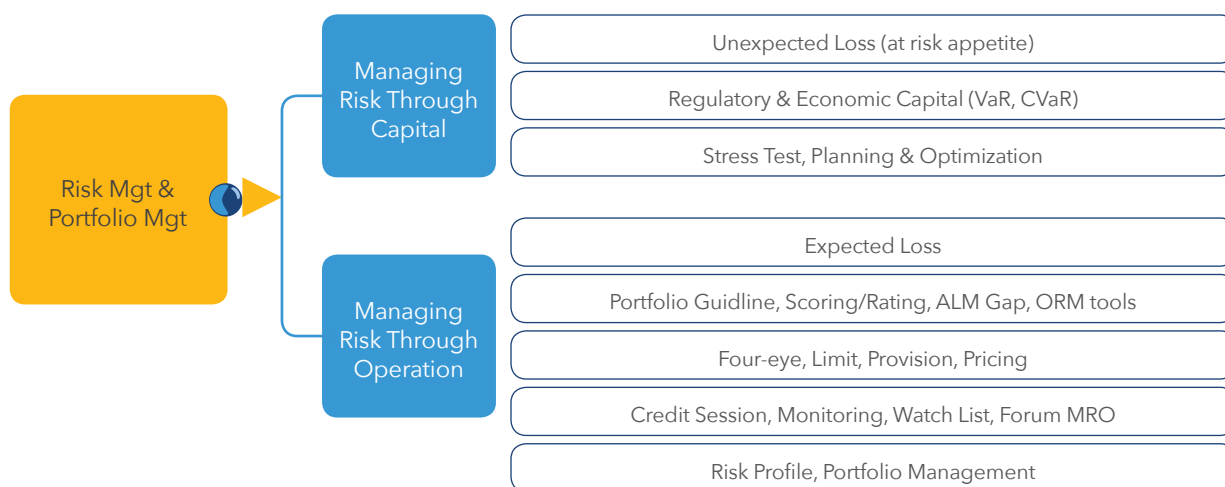 Risk Mgt &
Portfolio Mgt
Managing
Risk Through
Capital
Unexpected Loss (at risk appetite)
Regulatory & Economic Capital (VaR, CVaR)
Stress Test, Planning & Optimization
Managing
Risk Through
Operation
Expected Loss
Portfolio Guidline, Scoring/Rating, ALM Gap, ORM tools
Four-eye, Limit, Provision, Pricing
Credit Session, Monitoring, Watch List, Forum MRO
Risk Profile, Portfolio Management